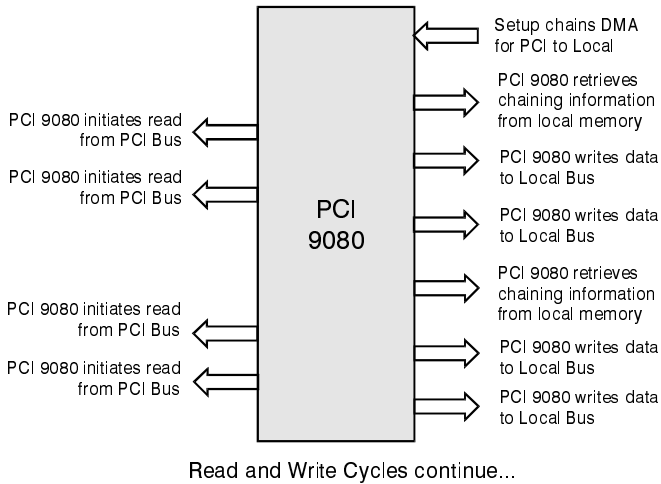 Setup chains DMA
for PCI to Local
PCI 9080 retrieves
chaining information
from local memory
PCI 9080 initiates read
from PCI Bus
PCI 9080 writes data
to Local Bus
PCI 9080 initiates read
from PCI Bus
PCI
9080
PCI 9080 writes data
to Local Bus
PCI 9080 retrieves
chaining information
from local memory
PCI 9080 initiates read
from PCI Bus
PCI 9080 writes data
to Local Bus
PCI 9080 initiates read
from PCI Bus
PCI 9080 writes data
to Local Bus
Read and Write Cycles continue...